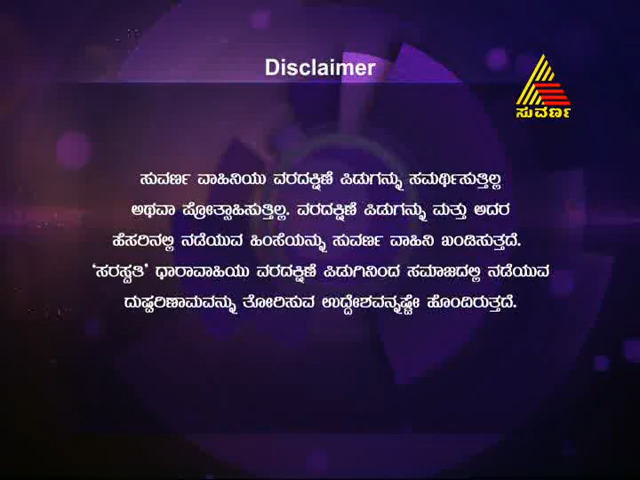 Disclaimer
ಸುವರ್ಣ
ಸುವರ್ಣ ವಾಹಿನಿಯು ವರದಕ್ಷಿಣೆ ಪಿಡುಗನ್ನು ಸಮರ್ಥಿಸುತ್ತಿಲ್ಲ
ಅಥವಾ ಪ್ರೋತ್ಸಾಹಿಸುತ್ತಿಲ್ಲ. ವರದಕ್ಷಿಣೆ ಪಿಡುಗನ್ನು ಮತ್ತು ಅದರ
ಹೆಸರಿನಲ್ಲಿ ನಡೆಯುವ ಹಿಂಸೆಯನ್ನು ಸುವರ್ಣ ವಾಹಿನಿ ಖಂಡಿಸುತ್ತದೆ.
'ಸರಸ್ವತಿ' ಧಾರಾವಾಹಿಯು ವರದಕ್ಷಿಣೆ ಪಿಡುಗಿನಿಂದ ಸಮಾಜದಲ್ಲಿ ನಡೆಯುವ
ದುಷ್ಪರಿಣಾಮವನ್ನು ತೋರಿಸುವ ಉದ್ದೇಶವನ್ನಷ್ಟೇ ಹೊಂದಿರುತ್ತದೆ.